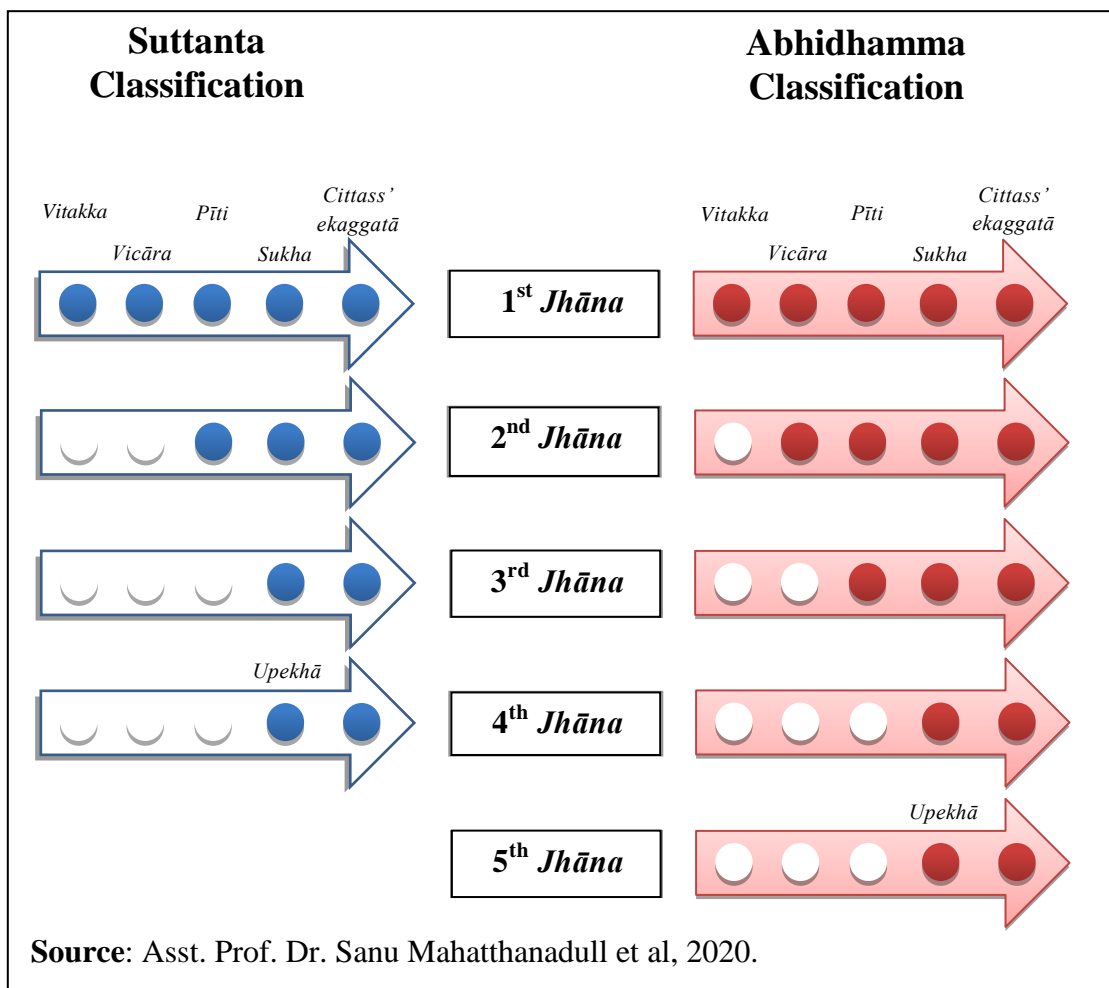 Suttanta
Classification
Abhidhamma
Classification
Vitakka
Vicāra
Pīti
Sukha
Cittass’
ekaggatā
Vitakka
Vicāra
Pīti
Sukha
Cittass’
ekaggatā
1st Jhāna
2nd Jhāna
3rd Jhāna
Upekhā
4th Jhāna
Upekhā
5th Jhāna
Source: Asst. Prof. Dr. Sanu Mahatthanadull et al, 2020.